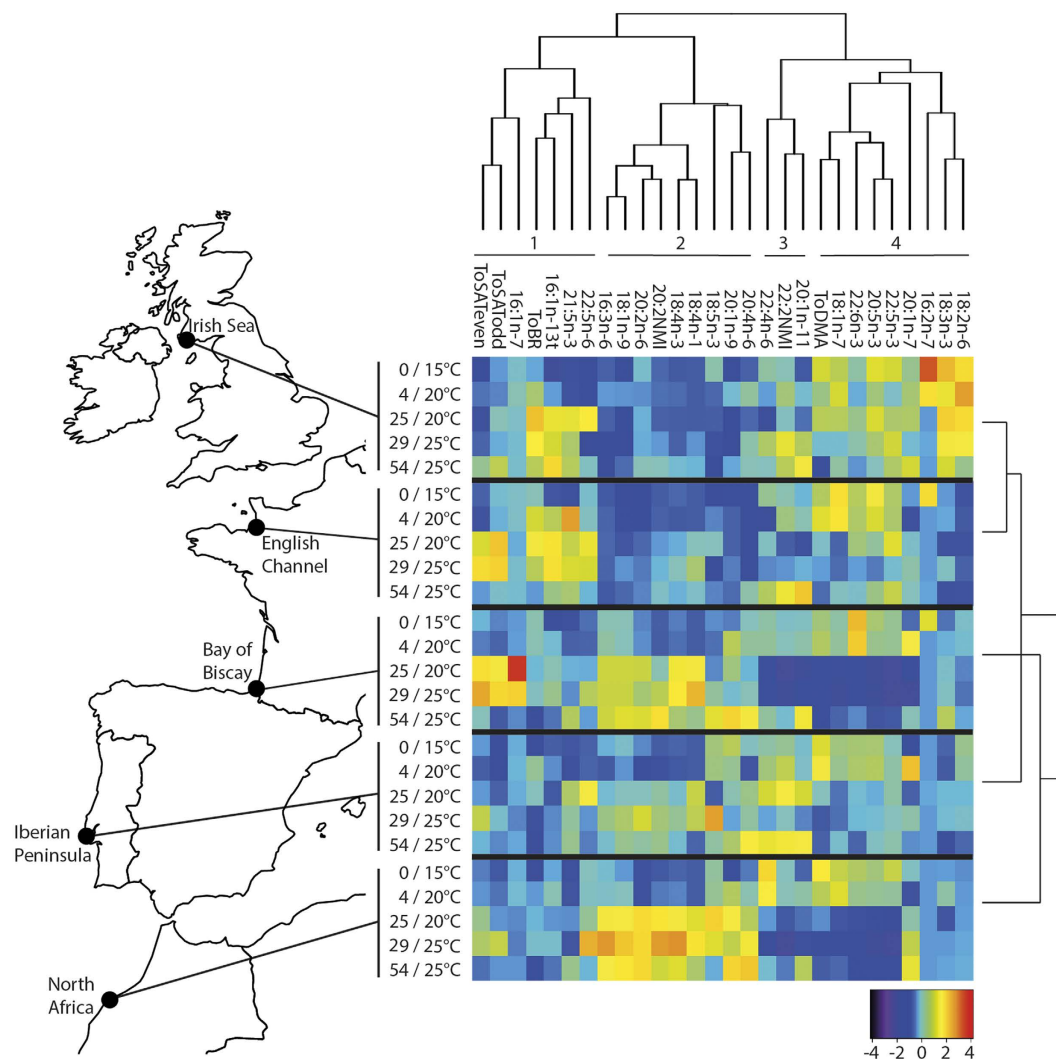 1 2 3 4
ToSATeven
ToSATodd
16:1n-7
ToBR
16:1n-13t
21:5n-3
22:5n-6
16:3n-6
18:1n-9
20:2n-6
20:2NMI
18:4n-3
18:4n-1
18:5n-3
20:1n-9
20:4n-6
22:4n-6
22:2NMI
20:1n-11
ToDMA
18:1n-7
22:6n-3
20:5n-3
22:5n-3
20:1n-7
16:2n-7
18:3n-3
18:2n-6
Irish Sea
0 / 15°C
4 / 20°C
25 / 20°C
29 / 25°C
54 / 25°C
English
Channel
0 / 15°C
4 / 20°C
25 / 20°C
29 / 25°C
54 / 25°C
Bay of
Biscay
0 / 15°C
4 / 20°C
25 / 20°C
29 / 25°C
54 / 25°C
Iberian
Peninsula
0 / 15°C
4 / 20°C
25 / 20°C
29 / 25°C
54 / 25°C
North
Africa
0 / 15°C
4 / 20°C
25 / 20°C
29 / 25°C
54 / 25°C
-4 -2 0 2 4